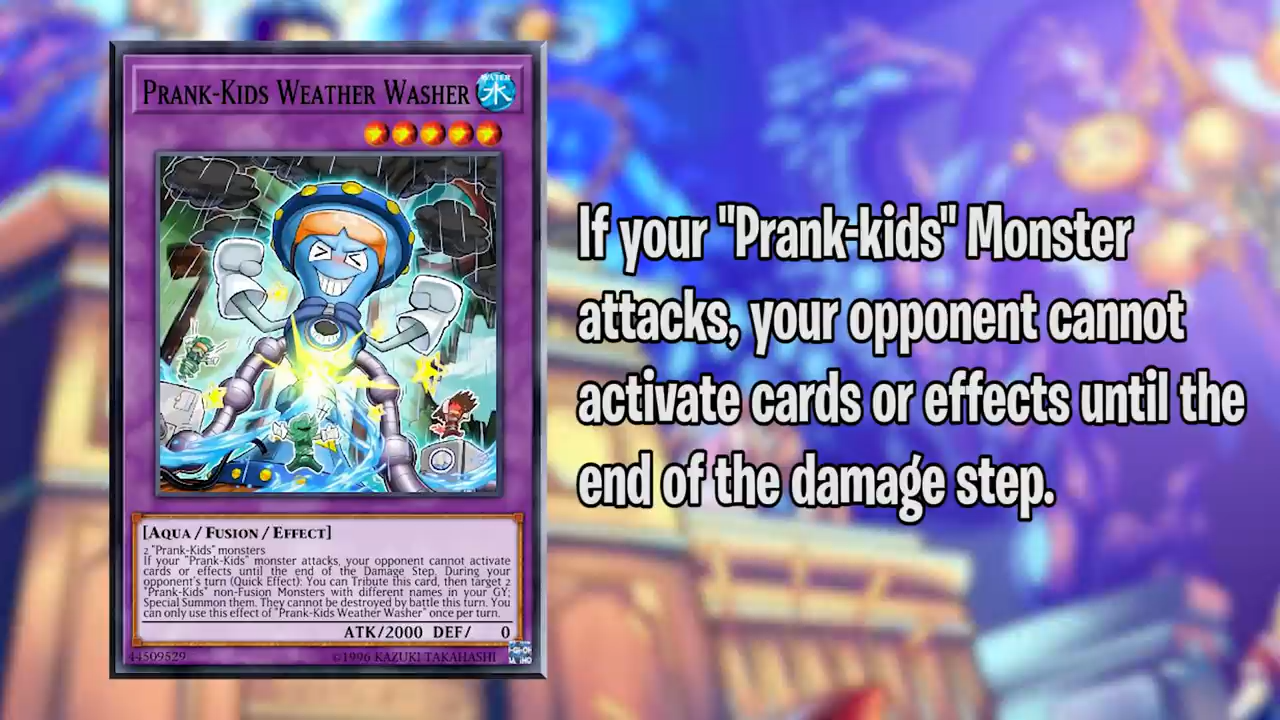 PRANK-KIDS WEATHER WASHER
WATER
水
[AQUA / FUSION / EFFECT]
2 "Prank-Kids" monsters
If your "Prank-Kids" monster attacks, your opponent cannot activate
cards or effects until the end of the Damage Step. During your
opponent's turn (Quick Effect): You can Tribute this card, then target 2
"Prank-Kids" non-Fusion Monsters with different names in your GY;
Special Summon them. They cannot be destroyed by battle this turn. You
can only use this effect of "Prank-Kids Weather Washer" once per turn.
ATK/2000 DEF/ 0
44509529 ©1996 KAZUKI TAKAHASHI
If your "Prank-kids" Monster
attacks, your opponent cannot
activate cards or effects until the
end of the damage step.